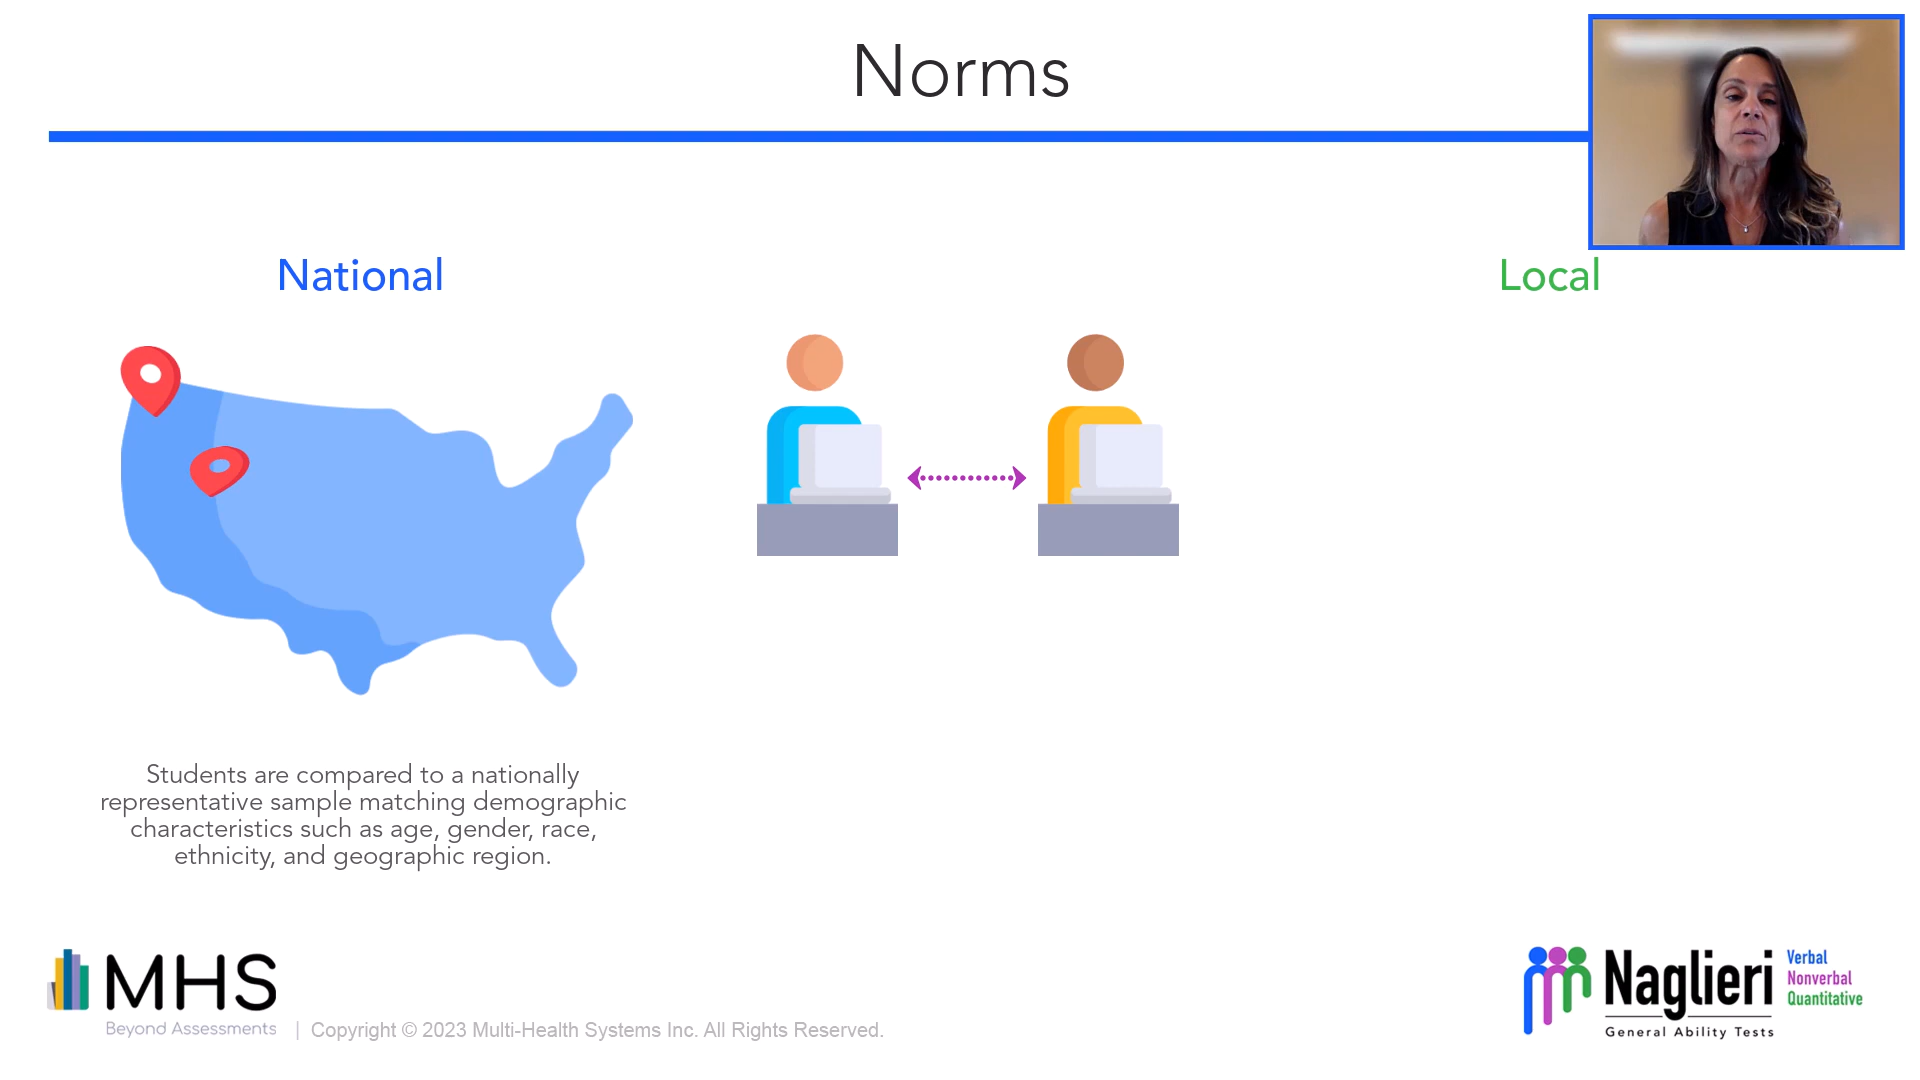 Norms
National
Local
Students are compared to a nationally
representative sample matching demographic
characteristics such as age, gender, race,
ethnicity, and geographic region.
MHS
Beyond Assessments
| Copyright © 2023 Multi-Health Systems Inc. All Rights Reserved.
Naglieri
General Ability Tests
Verbal
Nonverbal
Quantitative